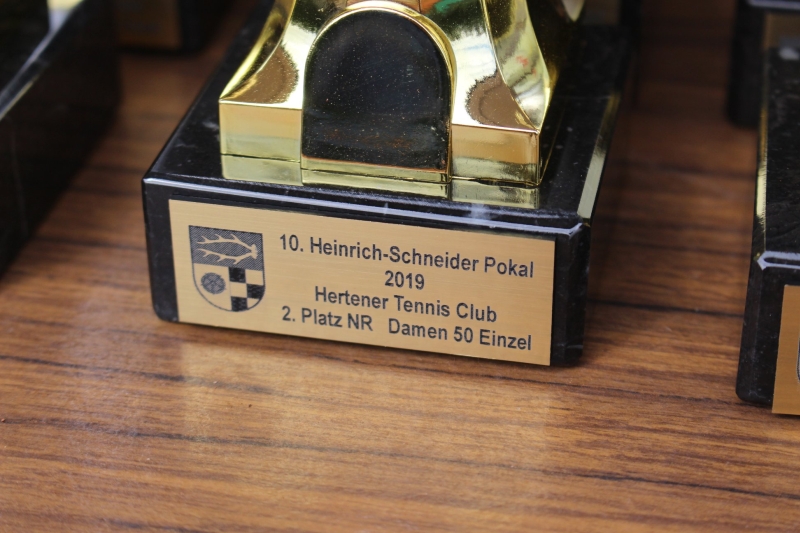 10. Heinrich-Schneider Pokal
2019
Hertener Tennis Club
2. Platz NR Damen 50 Einzel